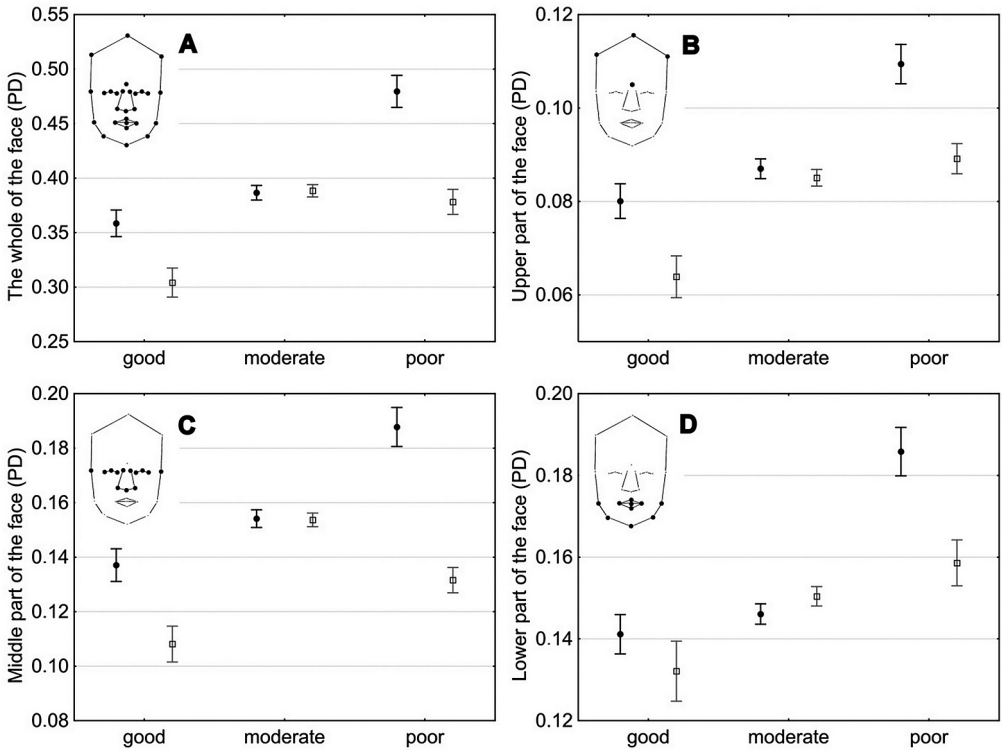 The whole of the face (PD)
0.55
0.50
0.45
0.40
0.35
0.30
0.25
A
good
moderate
poor
Upper part of the face (PD)
0.12
0.10
0.08
0.06
B
good
moderate
poor
Middle part of the face (PD)
0.20
0.18
0.16
0.14
0.12
0.10
0.08
C
good
moderate
poor
Lower part of the face (PD)
0.20
0.18
0.16
0.14
0.12
D
good
moderate
poor